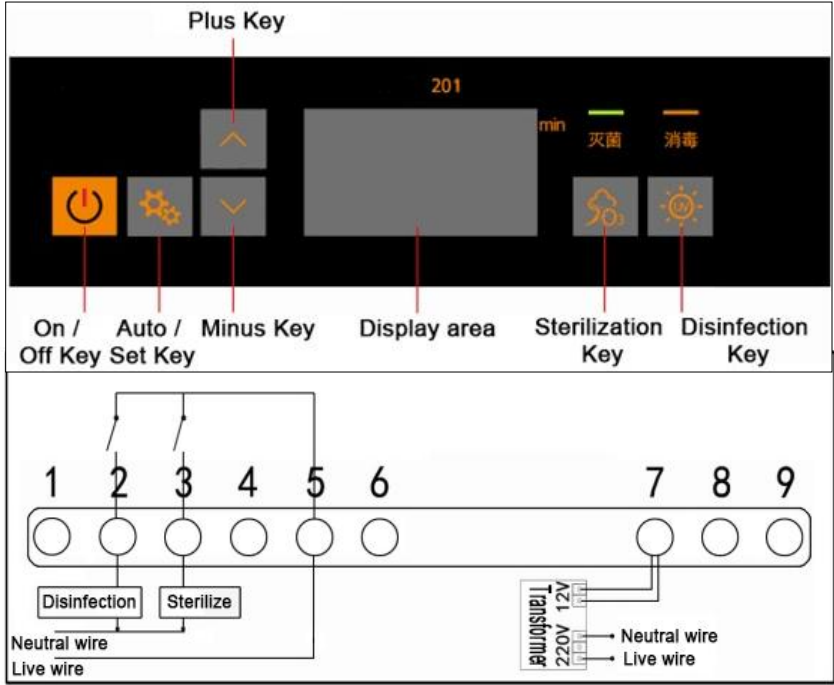 Plus Key
201
min
灭菌
消毒
O₃
UV
On /
Off Key
Auto /
Set Key
Minus Key
Display area
Sterilization
Key
Disinfection
Key
1 2 3 4 5 6 7 8 9
Disinfection
Sterilize
Neutral wire
Live wire
Transformer
12V
220V
Neutral wire
Live wire